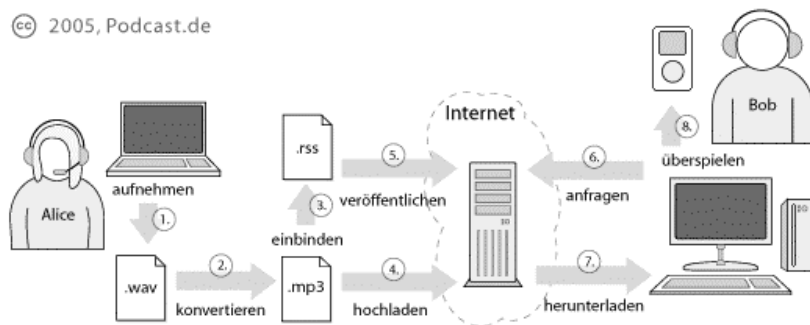 cc 2005, Podcast.de
Internet
Alice
aufnehmen
1.
.wav
2.
konvertieren
.mp3
3.
einbinden
.rss
4.
hochladen
5.
veröffentlichen
6.
anfragen
7.
herunterladen
8.
überspielen
Bob